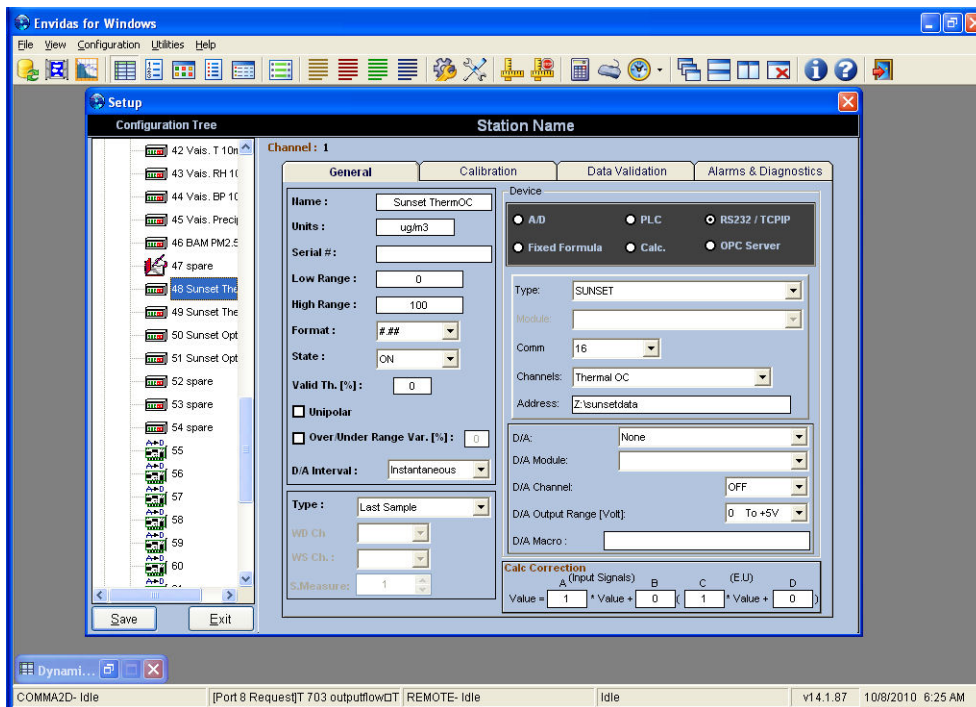 Envidas for Windows
File View Configuration Utilities Help
Setup
Configuration Tree
Station Name
42 Vais. T 10m
43 Vais. RH 10
44 Vais. BP 10
45 Vais. Precip
46 BAM PM2.5
47 spare
48 Sunset The
49 Sunset The
50 Sunset Opt
51 Sunset Opt
52 spare
53 spare
54 spare
A D
55
A D
56
A D
57
A D
58
A D
59
A D
60
A D
Save
Exit
Channel : 1
General
Calibration
Data Validation
Alarms & Diagnostics
Name : Sunset ThermOC
Units : ug/m3
Serial # :
Low Range : 0
High Range : 100
Format : #.##
State : ON
Valid Th. [%] : 0
Unipolar
Over/Under Range Var. [%] : 0
D/A Interval : Instantaneous
Type : Last Sample
WD Ch
WS Ch. :
S.Measure: 1
Device
A/D PLC RS232 / TCPIP
Fixed Formula Calc. OPC Server
Type: SUNSET
Module:
Comm 16
Channels: Thermal OC
Address: Z:\sunsetdata
D/A: None
D/A Module:
D/A Channel: OFF
D/A Output Range [Volt]: 0 To +5V
D/A Macro :
Calc Correction
A (Input Signals) B C (E.U) D
Value = 1 * Value + 0 ( 1 * Value + 0 )
Dynami...
COMMA2D- Idle
[Port 8 Request]T 703 outputflow□T
REMOTE- Idle
Idle
v14.1.87
10/8/2010 6:25 AM